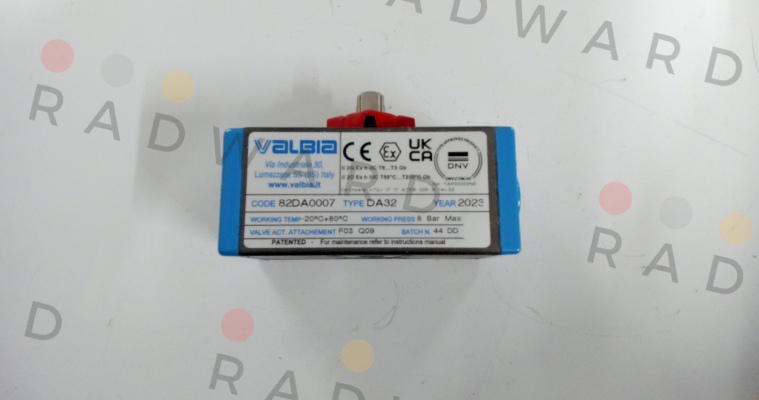 RADWARD
RADWARD
VALBIA
Via Industriale 30,
Lumezzane SS (BS) Italy
www.valbia.it
CE Ex UK CA
DNV
CODE 82DA0007 TYPE DA32 YEAR 2023
WORKING TEMP-20°C+80°C WORKING PRESS 8 Bar Max
VALVE ACT. ATTACHEMENT F03 Q09 BATCH N. 44 DD
PATENTED - For maintenance refer to instructions manual
RAD
D
RADWARD